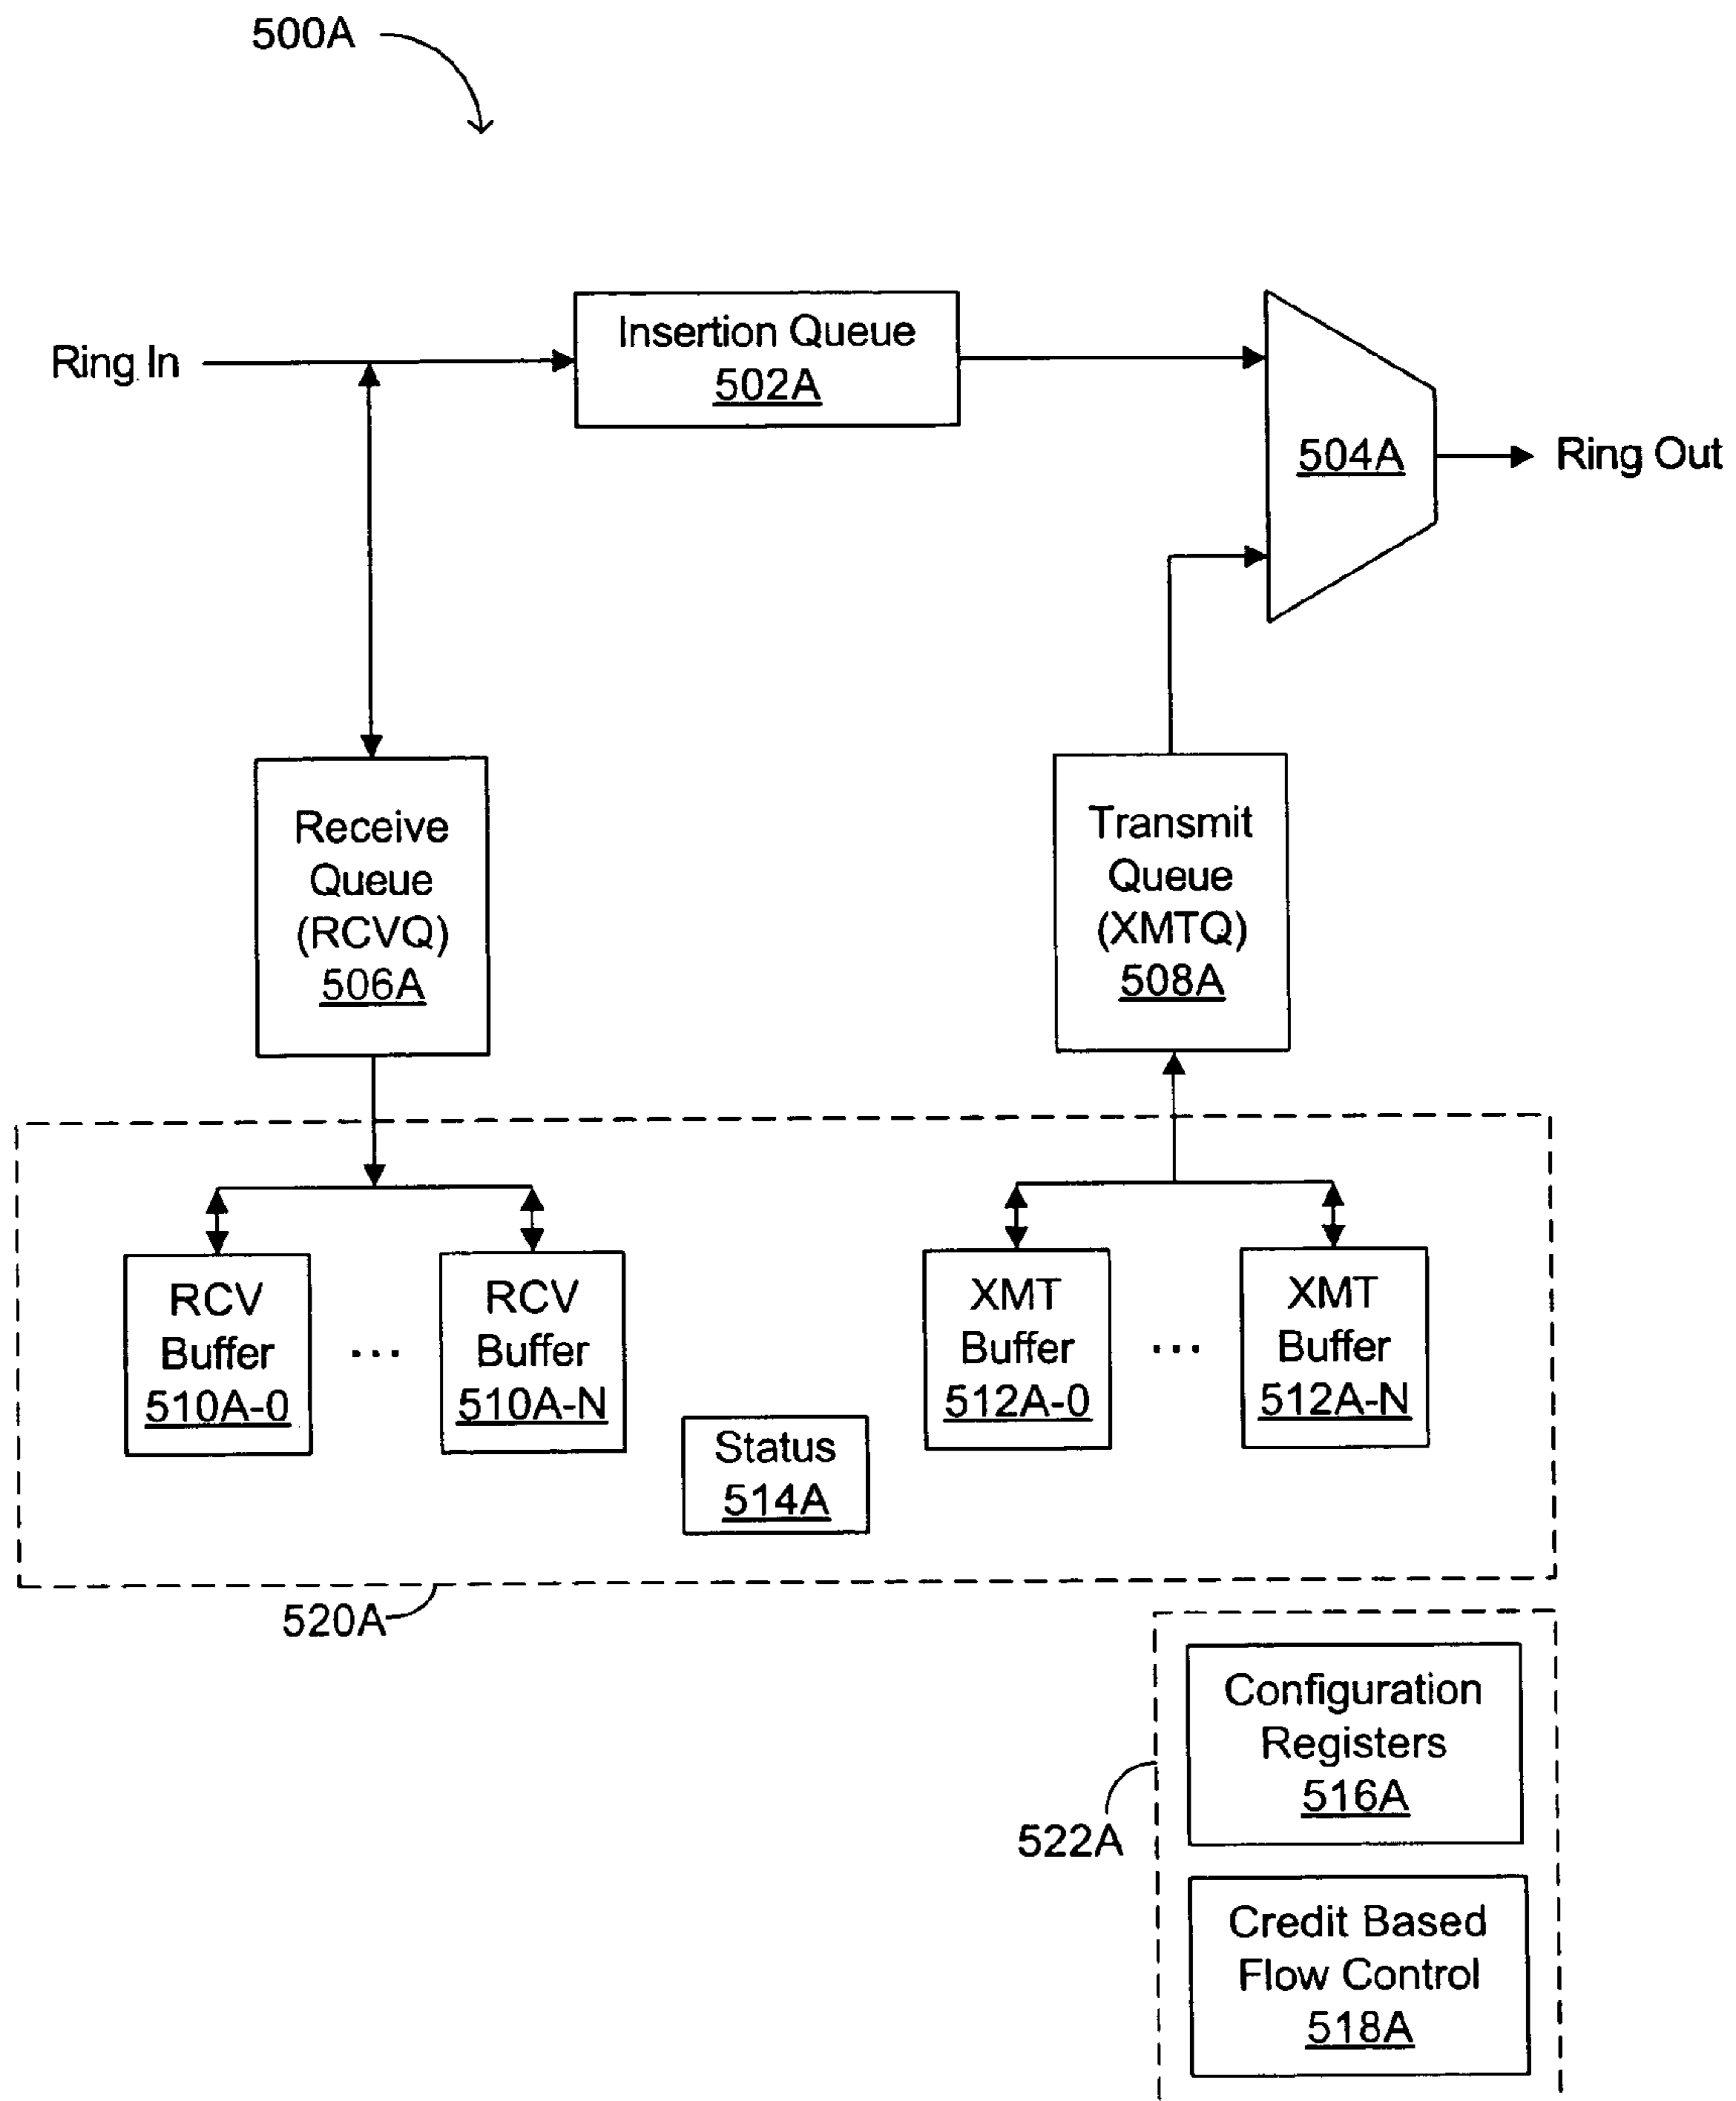 500A
Ring In
Insertion Queue
502A
504A
Ring Out
Receive
Queue
(RCVQ)
506A
Transmit
Queue
(XMTQ)
508A
RCV
Buffer
510A-0
...
RCV
Buffer
510A-N
Status
514A
XMT
Buffer
512A-0
...
XMT
Buffer
512A-N
520A
Configuration
Registers
516A
522A
Credit Based
Flow Control
518A